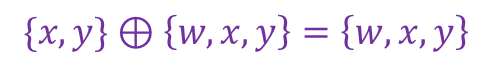 {x, y} ⊕ {w, x, y} = {w, x, y}